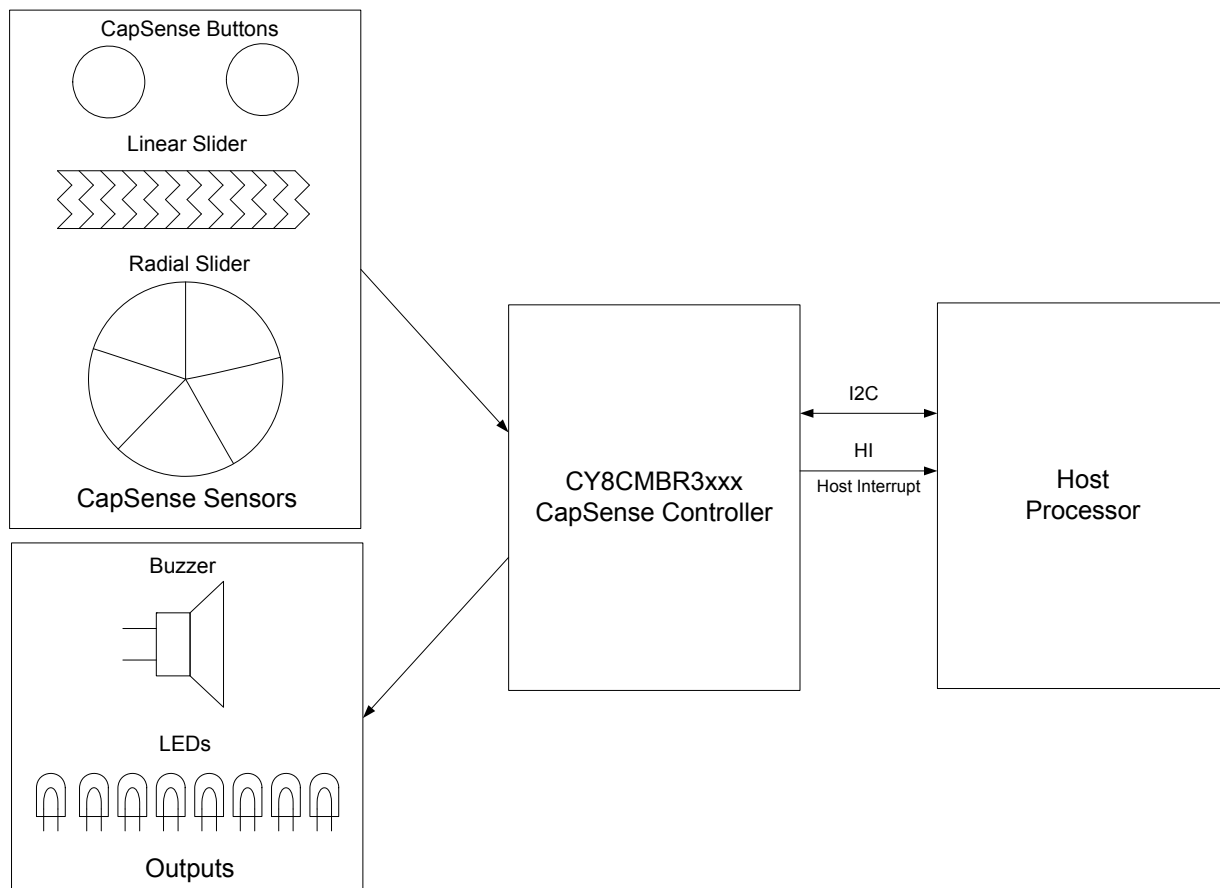 CapSense Buttons
Linear Slider
Radial Slider
CapSense Sensors
Buzzer
LEDs
Outputs
CY8CMBR3xxx
CapSense Controller
I2C
HI
Host Interrupt
Host
Processor